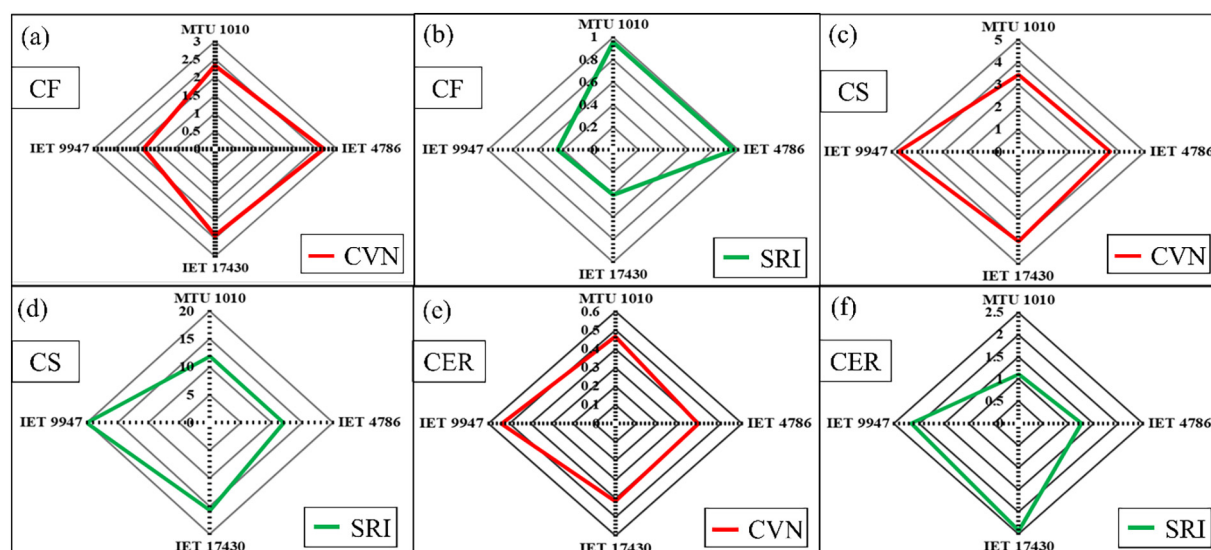 (a)
CF
MTU 1010
3
2.5
2
1.5
1
0.5
0
IET 9947
IET 4786
IET 17430
CVN
(b)
CF
MTU 1010
1
0.8
0.6
0.4
0.2
0
IET 9947
IET 4786
IET 17430
SRI
(c)
CS
MTU 1010
5
4
3
2
1
0
IET 9947
IET 4786
IET 17430
CVN
(d)
CS
MTU 1010
20
15
10
5
0
IET 9947
IET 4786
IET 17430
SRI
(e)
CER
MTU 1010
0.6
0.5
0.4
0.3
0.2
0.1
0
IET 9947
IET 4786
IET 17430
CVN
(f)
CER
MTU 1010
2.5
2
1.5
1
0.5
0
IET 9947
IET 4786
IET 17430
SRI